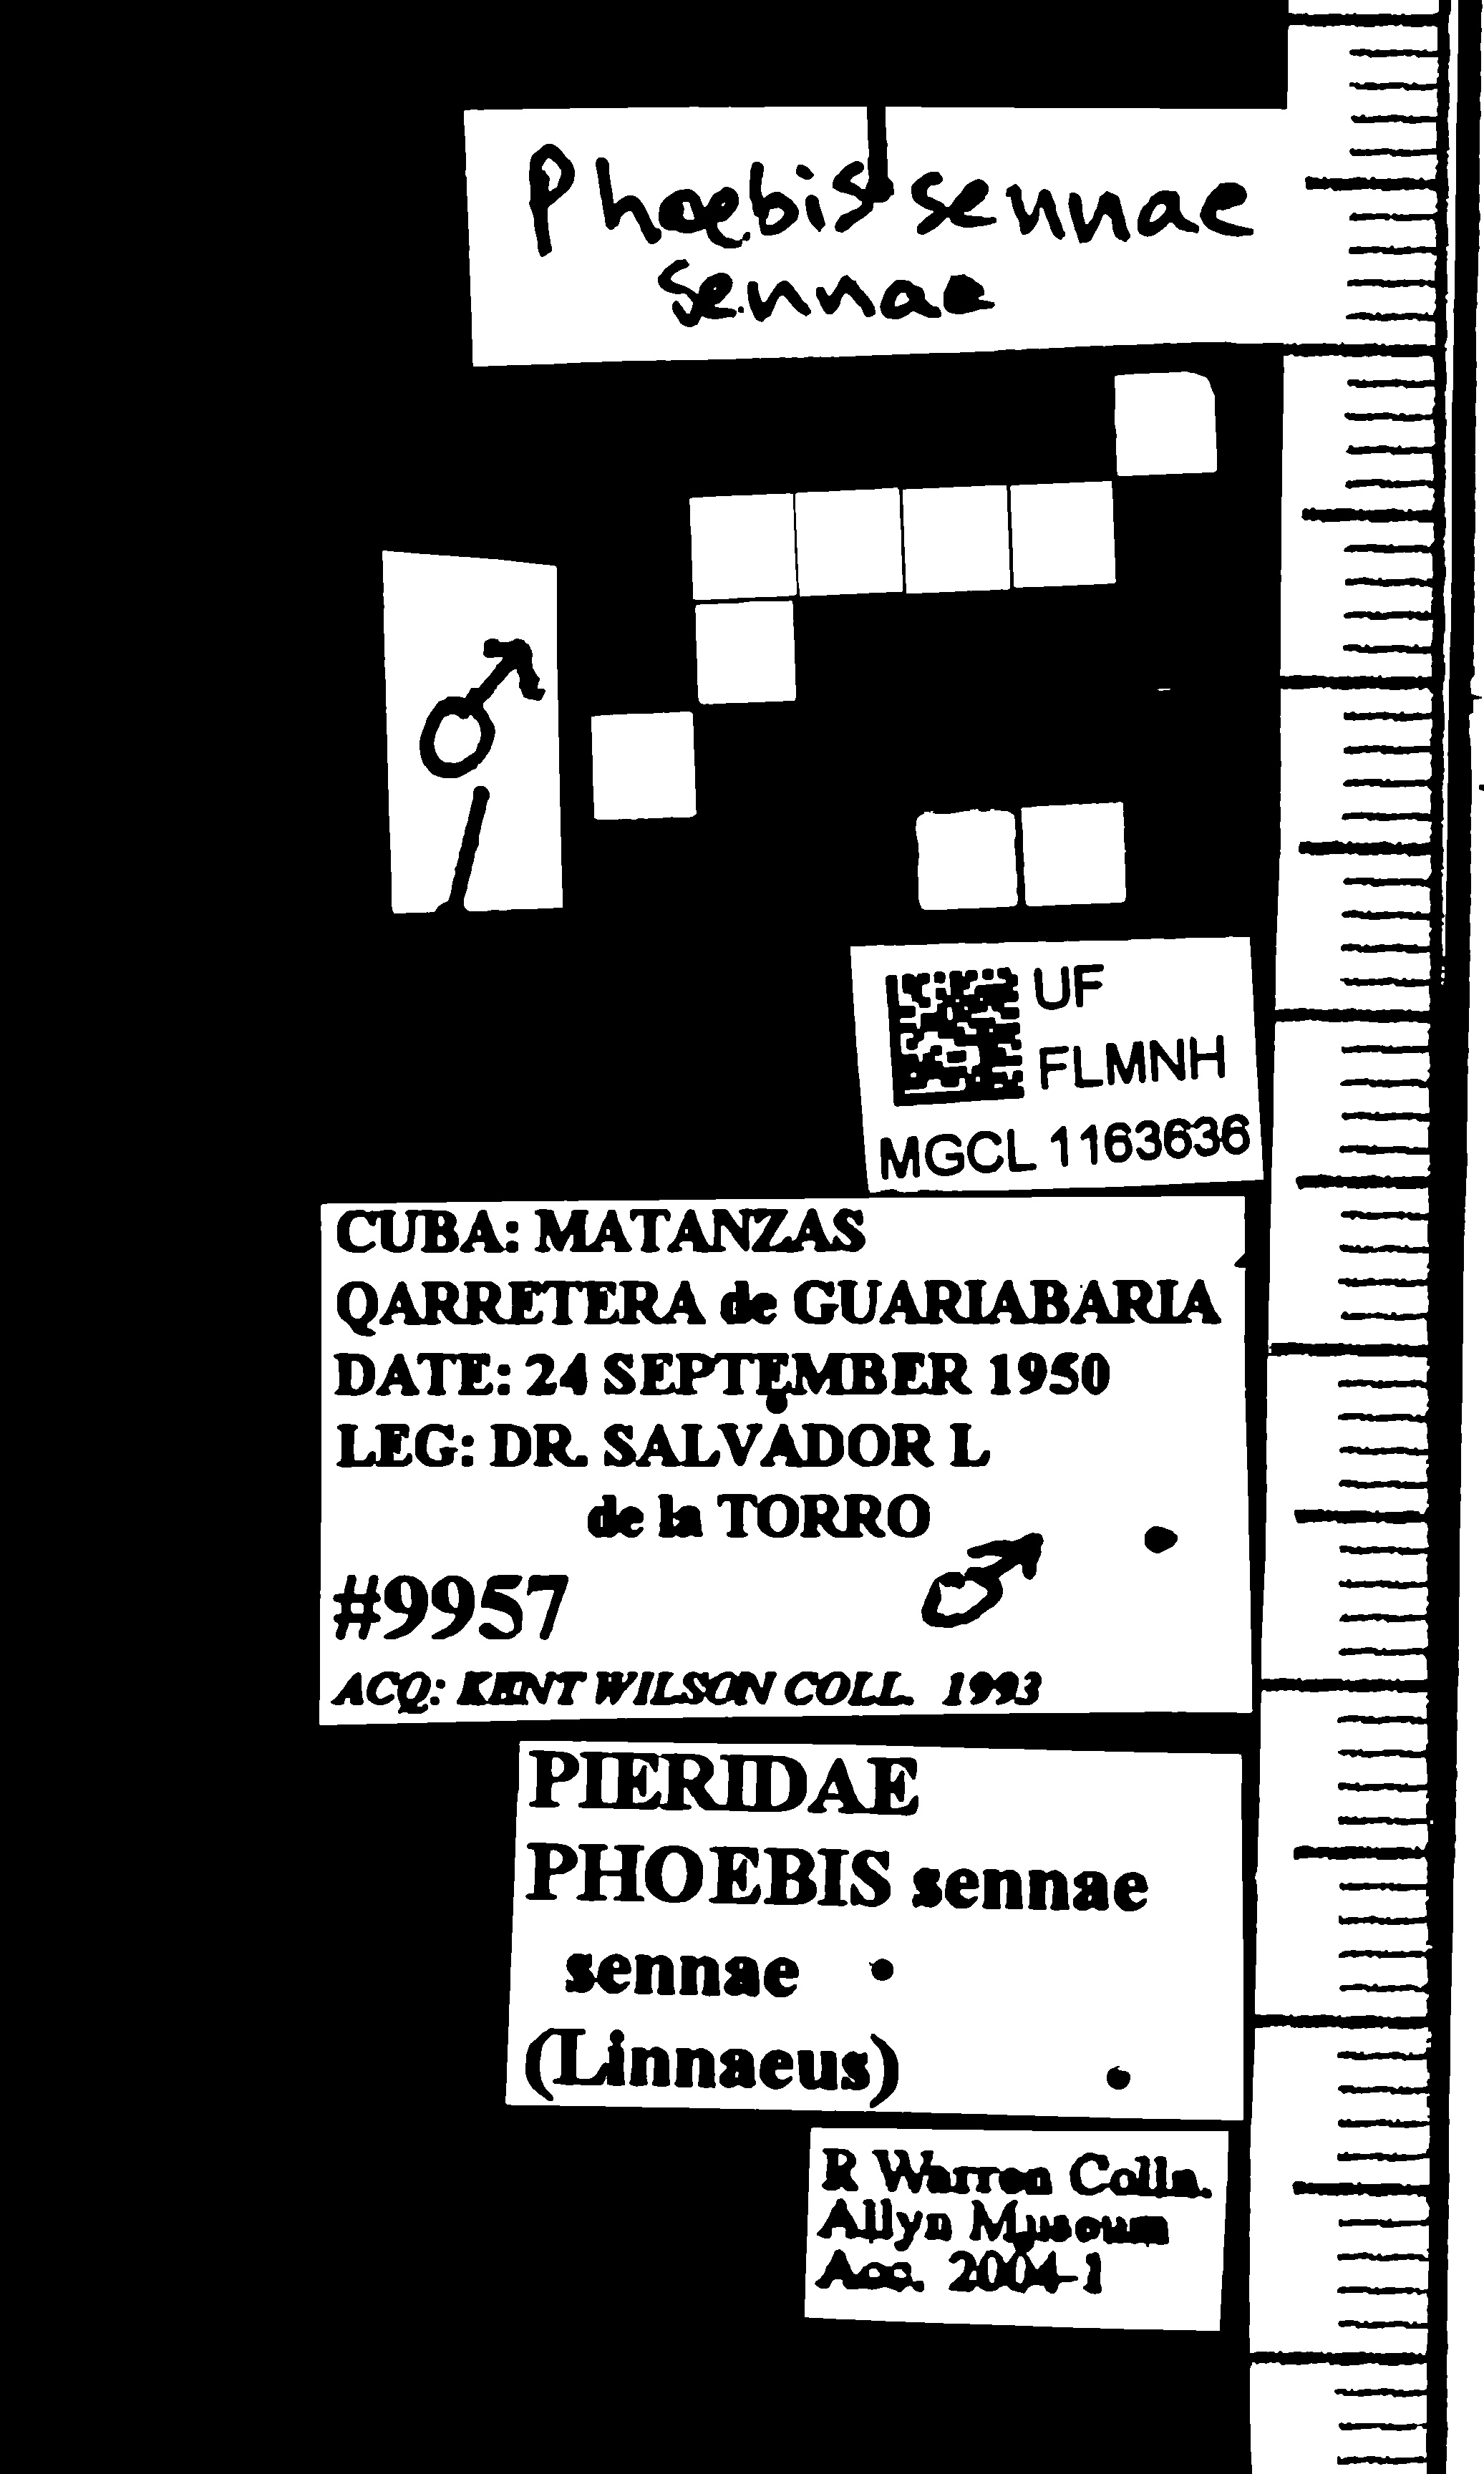 Phoebis sennae
sennae
♂
UF
FLMNH
MGCL 1163636
CUBA: MATANZAS
QARRETERA de GUARIABARIA
DATE: 24 SEPTEMBER 1950
LEG: DR. SALVADOR L
de la TORRO
#9957 ♂
ACQ: KENT WILSON COLL. 1993
PIERIDAE
PHOEBIS sennae
sennae
(Linnaeus)
R Warren Colln.
Allyn Museum
Acc. 2004-1